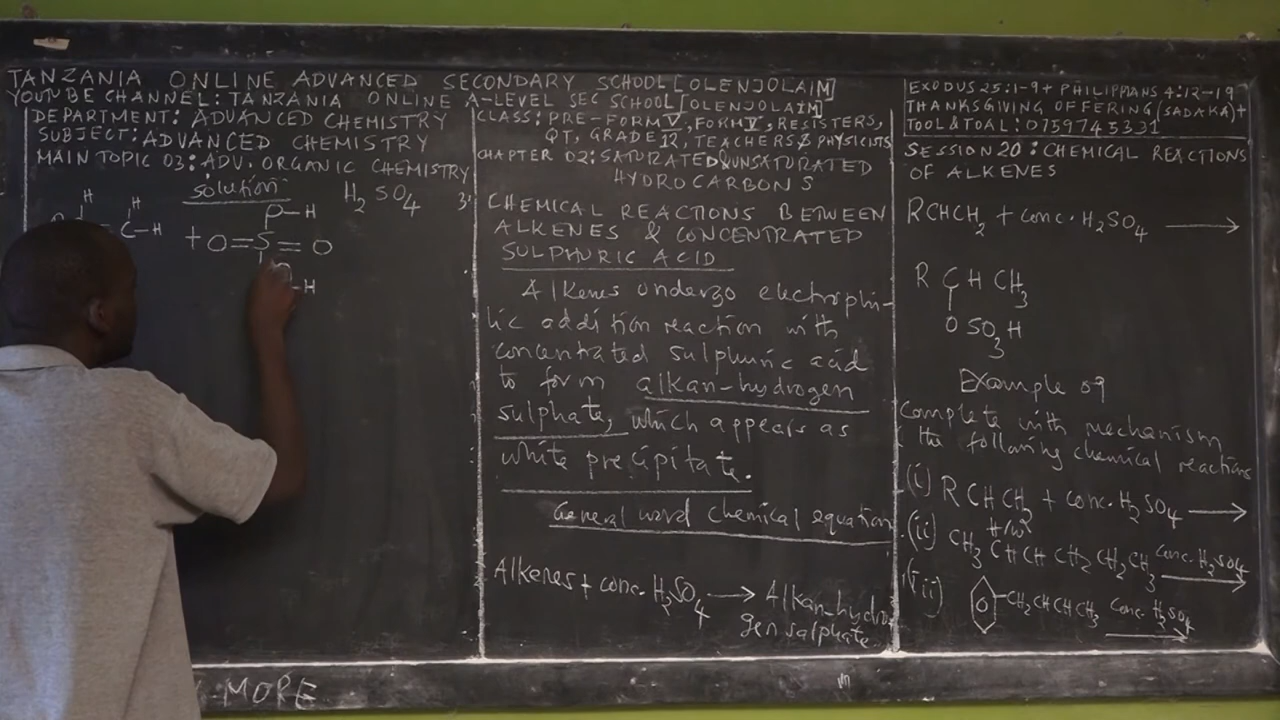 TANZANIA ONLINE ADVANCED SECONDARY SCHOOL[OLENJOLAIM]
YOUTUBE CHANNEL: TANZANIA ONLINE A-LEVEL SEC SCHOOL[OLENJOLAIM]
DEPARTMENT: ADVANCED CHEMISTRY
SUBJECT: ADVANCED CHEMISTRY
MAIN TOPIC 03: ADV. ORGANIC CHEMISTRY
solution H₂SO₄
H
H
C-H
O-H
+ O=S=O
-H
MORE
CLASS: PRE-FORM V, FORM V, RESISTERS,
QT, GRADE 12, TEACHERS & PHYSICISTS
CHAPTER 02: SATURATED & UNSATURATED
HYDROCARBONS
CHEMICAL REACTIONS BETWEEN
ALKENES & CONCENTRATED
SULPHURIC ACID
Alkenes undergo electrophi-
lic addition reaction with
concentrated sulphuric acid
to form alkan-hydrogen
sulphate, which appears as
white precipitate.
General word chemical equation
Alkenes + conc. H₂SO₄ → Alkan-hydro
gen sulphate
EXODUS 25:1-9 + PHILIPPIANS 4:12-19
THANKSGIVING OFFERING (SADAKA)+
TOOL & TOAL: 0759745331
SESSION 20: CHEMICAL REACTIONS
OF ALKENES
RCHCH₂ + conc. H₂SO₄ →
RCHCH₃
OSO₃H
Example 09
Complete with mechanism
the following chemical reactions
(i) RCHCH₂ + conc. H₂SO₄ →
H/W
(ii) CH₃CHCHCH₂CH₂CH₃ conc. H₂SO₄ →
(iii) CH₂CHCHCH₃ conc. H₂SO₄ →